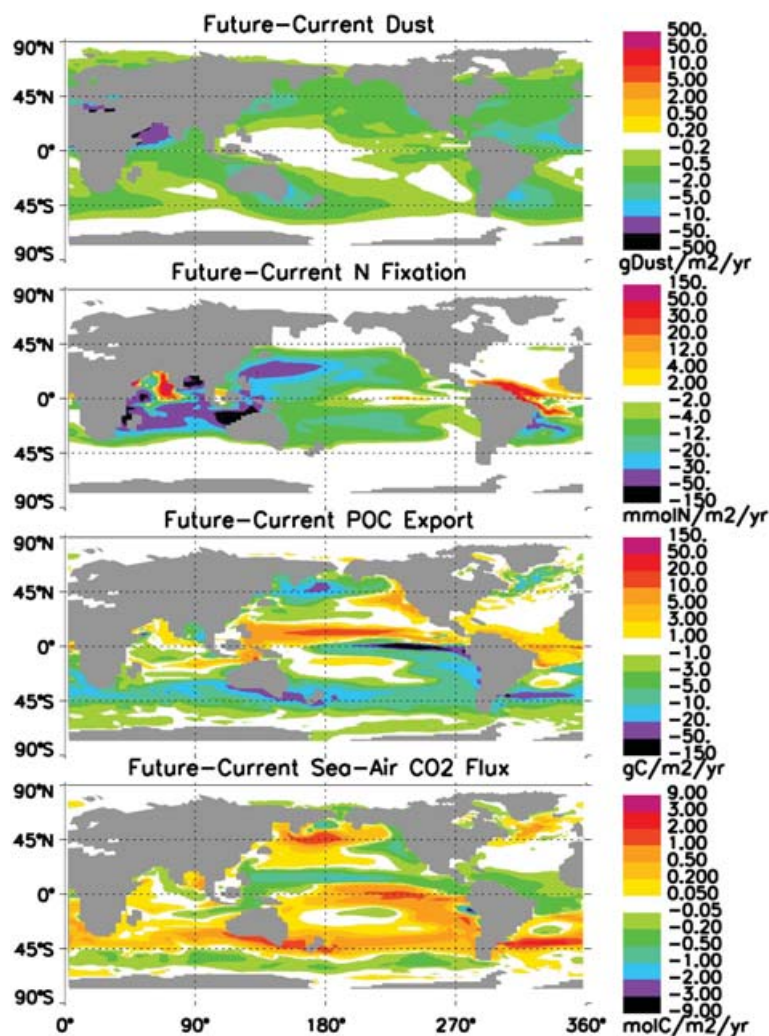 Future-Current Dust
90°N
45°N
0°
45°S
90°S
500.
50.0
10.0
5.00
2.00
0.50
0.20
-0.2
-0.5
-2.0
-5.0
-10.
-50.
-500
gDust/m2/yr
Future-Current N Fixation
90°N
45°N
0°
45°S
90°S
150.
50.0
30.0
20.0
12.0
4.00
2.00
-2.0
-4.0
-12.
-20.
-30.
-50.
-150
mmolN/m2/yr
Future-Current POC Export
90°N
45°N
0°
45°S
90°S
150.
50.0
20.0
10.0
5.00
3.00
1.00
-1.0
-3.0
-5.0
-10.
-20.
-50.
-150
gC/m2/yr
Future-Current Sea-Air CO2 Flux
90°N
45°N
0°
45°S
90°S
9.00
3.00
2.00
1.00
0.50
0.200
0.050
-0.05
-0.20
-0.50
-1.00
-2.00
-3.00
-9.00
molC/m2/yr
0° 90° 180° 270° 360°